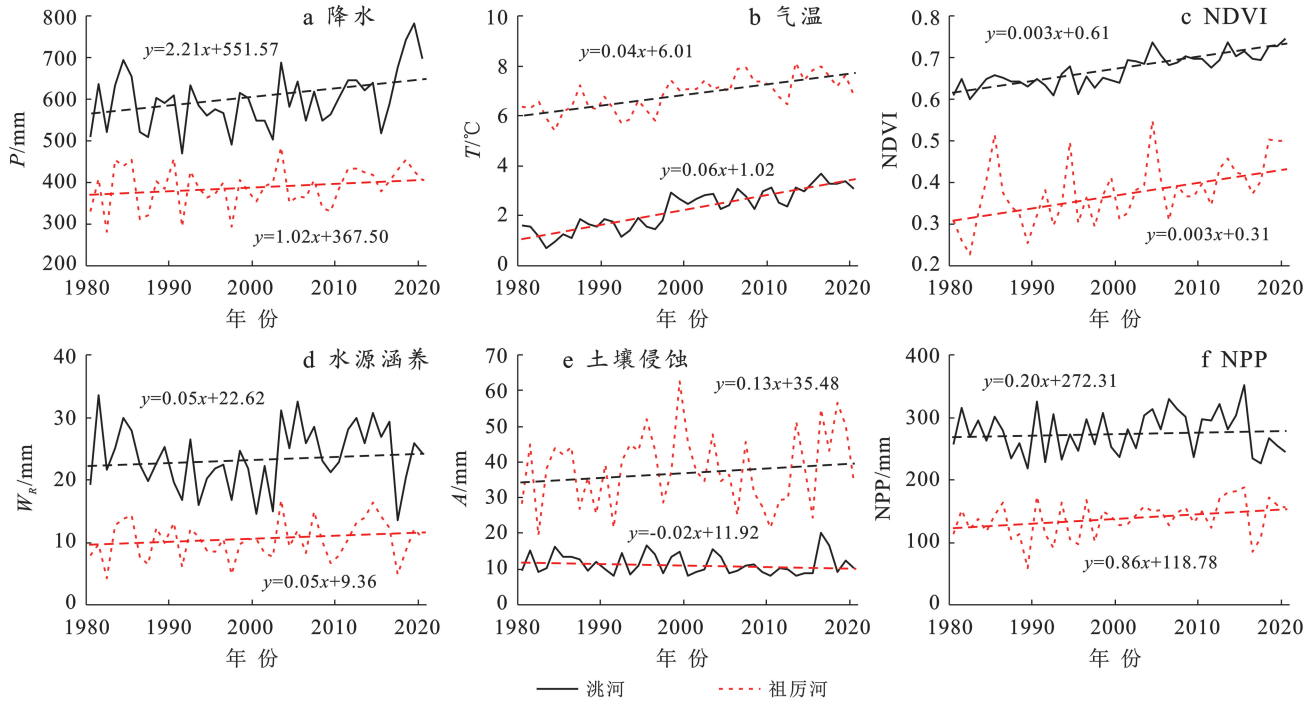 a 降水
y=2.21x+551.57
y=1.02x+367.50
P/mm
800
700
600
500
400
300
200
1980 1990 2000 2010 2020
年 份
b 气温
y=0.04x+6.01
y=0.06x+1.02
T/℃
10
8
6
4
2
0
1980 1990 2000 2010 2020
年 份
c NDVI
y=0.003x+0.61
y=0.003x+0.31
NDVI
0.8
0.7
0.6
0.5
0.4
0.3
0.2
1980 1990 2000 2010 2020
年 份
d 水源涵养
y=0.05x+22.62
y=0.05x+9.36
W_R/mm
40
30
20
10
0
1980 1990 2000 2010 2020
年 份
e 土壤侵蚀
y=0.13x+35.48
y=-0.02x+11.92
A/mm
70
60
50
40
30
20
10
0
1980 1990 2000 2010 2020
年 份
f NPP
y=0.20x+272.31
y=0.86x+118.78
NPP/mm
400
300
200
100
0
1980 1990 2000 2010 2020
年 份
洮河 祖厉河